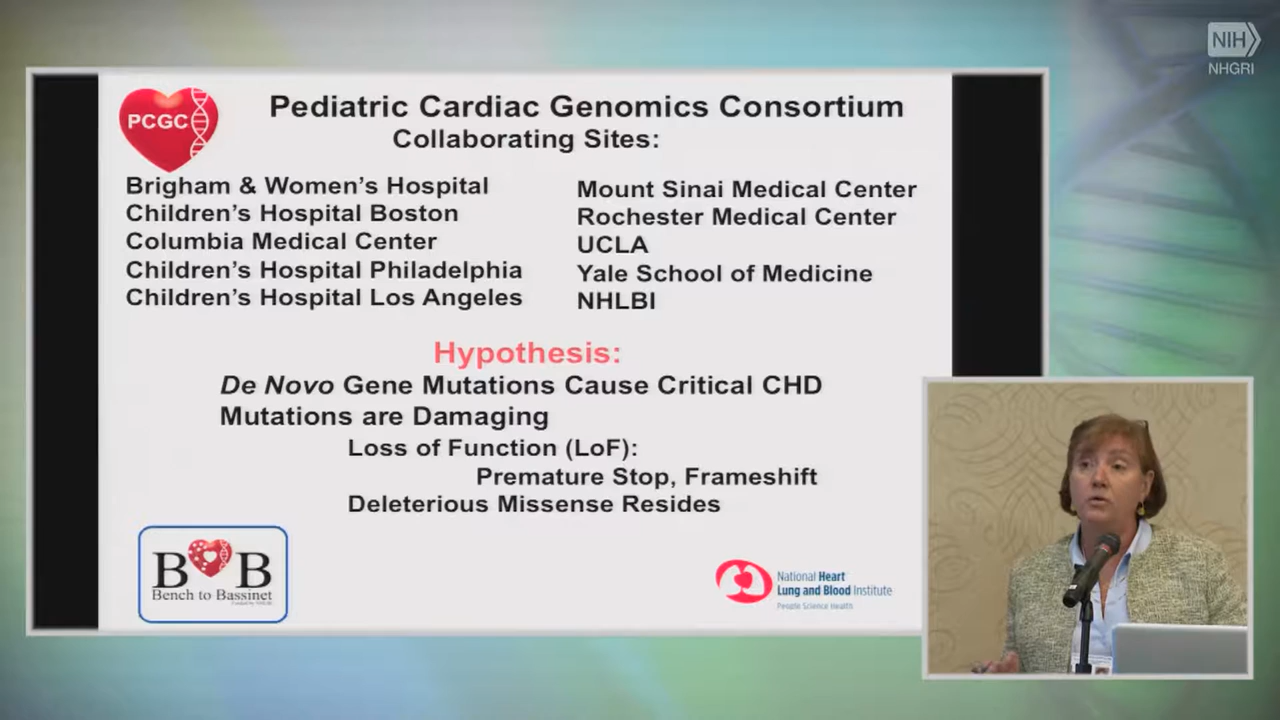 NIH
NHGRI
PCGC
Pediatric Cardiac Genomics Consortium
Collaborating Sites:
Brigham & Women's Hospital
Children's Hospital Boston
Columbia Medical Center
Children's Hospital Philadelphia
Children's Hospital Los Angeles
Mount Sinai Medical Center
Rochester Medical Center
UCLA
Yale School of Medicine
NHLBI
Hypothesis:
De Novo Gene Mutations Cause Critical CHD
Mutations are Damaging
Loss of Function (LoF):
Premature Stop, Frameshift
Deleterious Missense Resides
B B
Bench to Bassinet
National Heart
Lung and Blood Institute
People Science Health